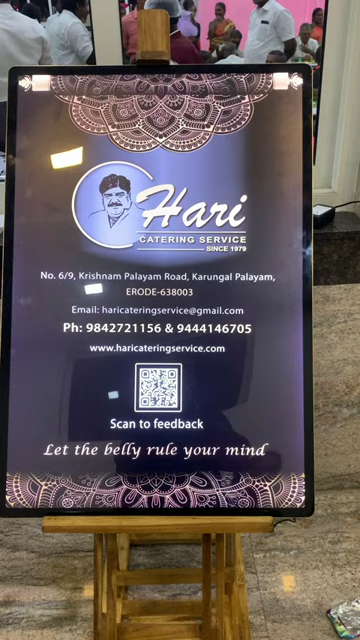 Hari
CATERING SERVICE
SINCE 1979
No. 6/9, Krishnam Palayam Road, Karungal Palayam,
ERODE-638003
Email: haricateringservice@gmail.com
Ph: 9842721156 & 9444146705
www.haricateringservice.com
Scan to feedback
Let the belly rule your mind